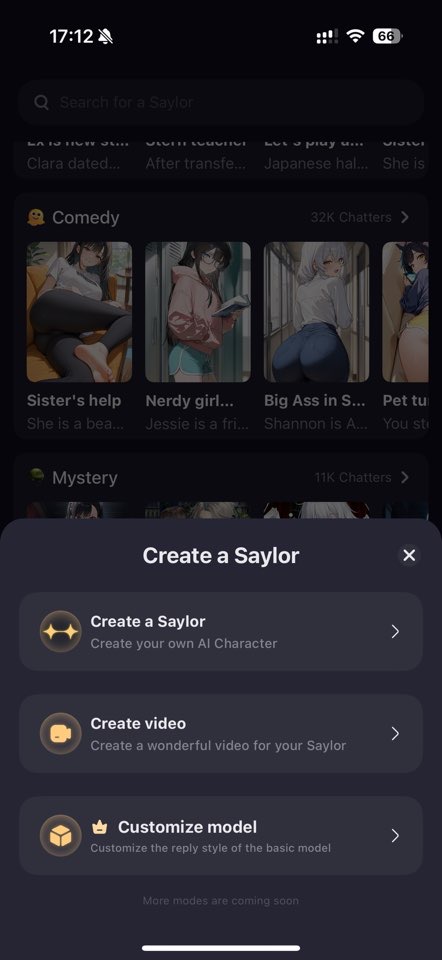 17:12
66
Search for a Saylor
Ex is new st... Stern teacher Let's play a... Sister
Clara dated... After transfe... Japanese hal... She is
Comedy 32K Chatters
Sister's help Nerdy girl... Big Ass in S... Pet tu
She is a bea... Jessie is a fri... Shannon is A... You ste
Mystery 11K Chatters
Create a Saylor
Create a Saylor
Create your own AI Character
Create video
Create a wonderful video for your Saylor
Customize model
Customize the reply style of the basic model
More modes are coming soon